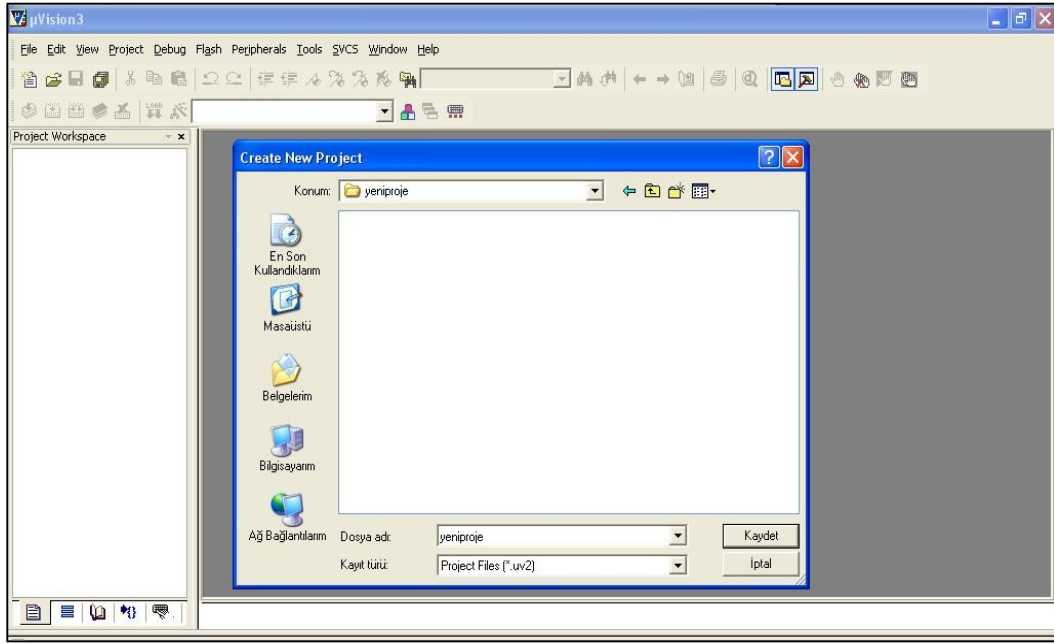 µVision3
File Edit View Project Debug Flash Peripherals Tools SVCS Window Help
Project Workspace
Create New Project
Konum: yeniproje
En Son
Kullandıklarım
Masaüstü
Belgelerim
Bilgisayarım
Ağ Bağlantılarım
Dosya adı: yeniproje Kaydet
Kayıt türü: Project Files (*.uv2) İptal